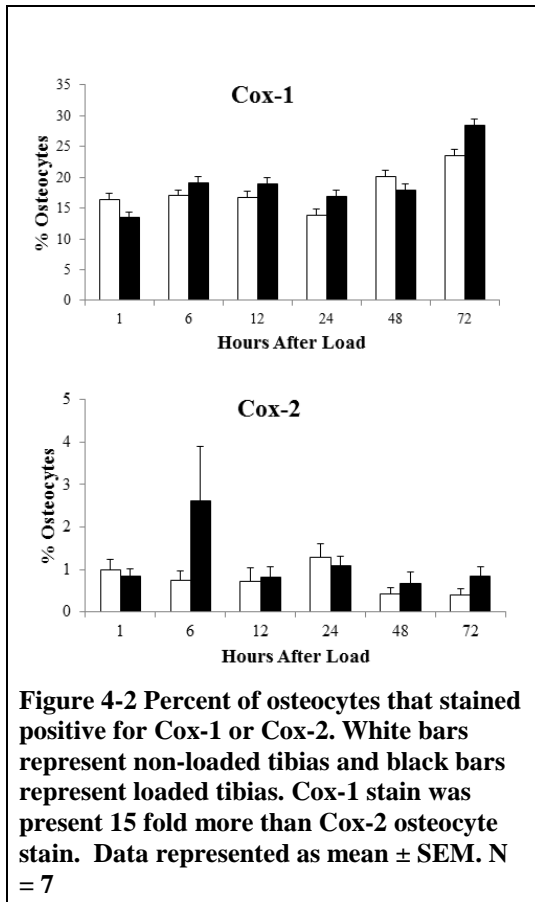 Cox-1
35
30
25
20
15
10
5
0
% Osteocytes
1 6 12 24 48 72
Hours After Load
Cox-2
5
4
3
2
1
0
% Osteocytes
1 6 12 24 48 72
Hours After Load
Figure 4-2 Percent of osteocytes that stained
positive for Cox-1 or Cox-2. White bars
represent non-loaded tibias and black bars
represent loaded tibias. Cox-1 stain was
present 15 fold more than Cox-2 osteocyte
stain.  Data represented as mean ± SEM. N
= 7